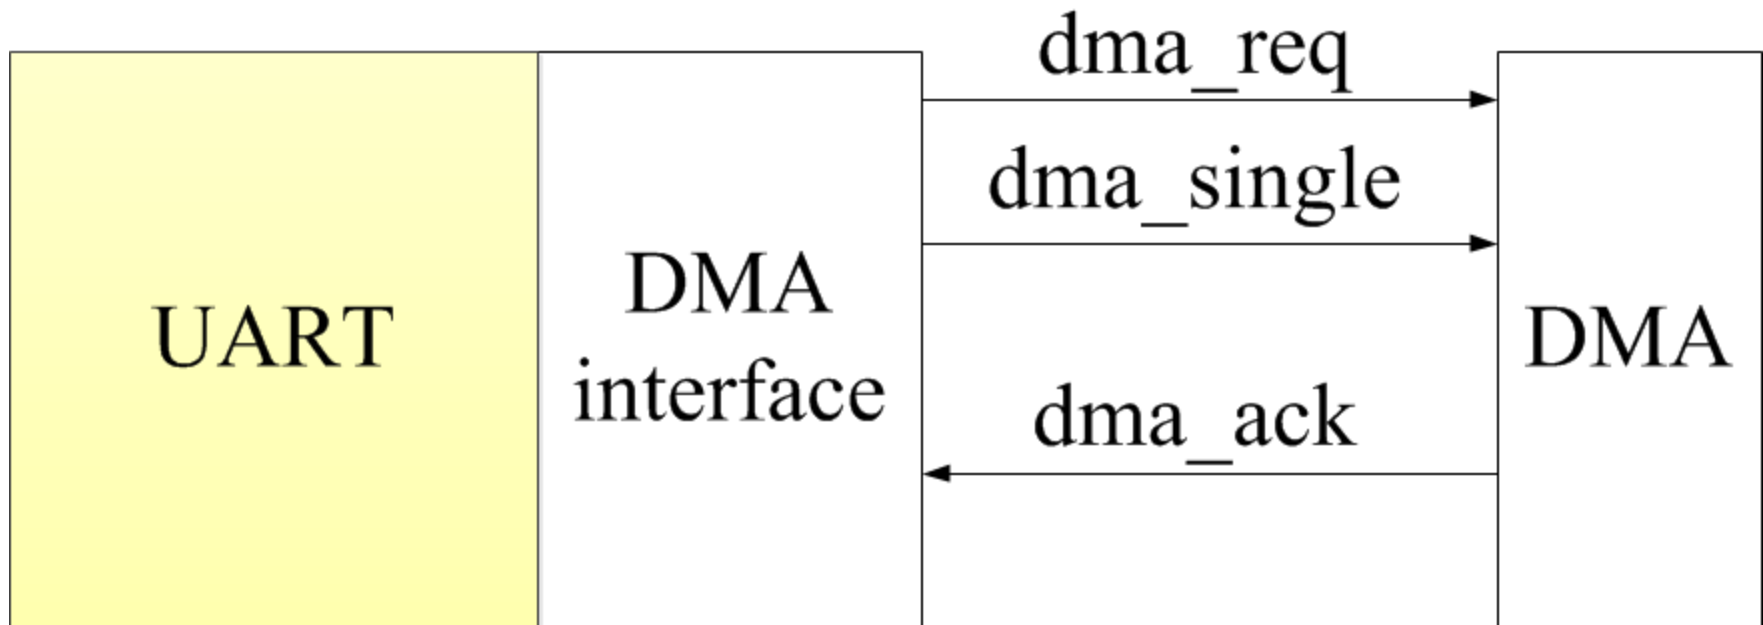 dma_req
dma_single
UART
DMA
interface
DMA
dma_ack